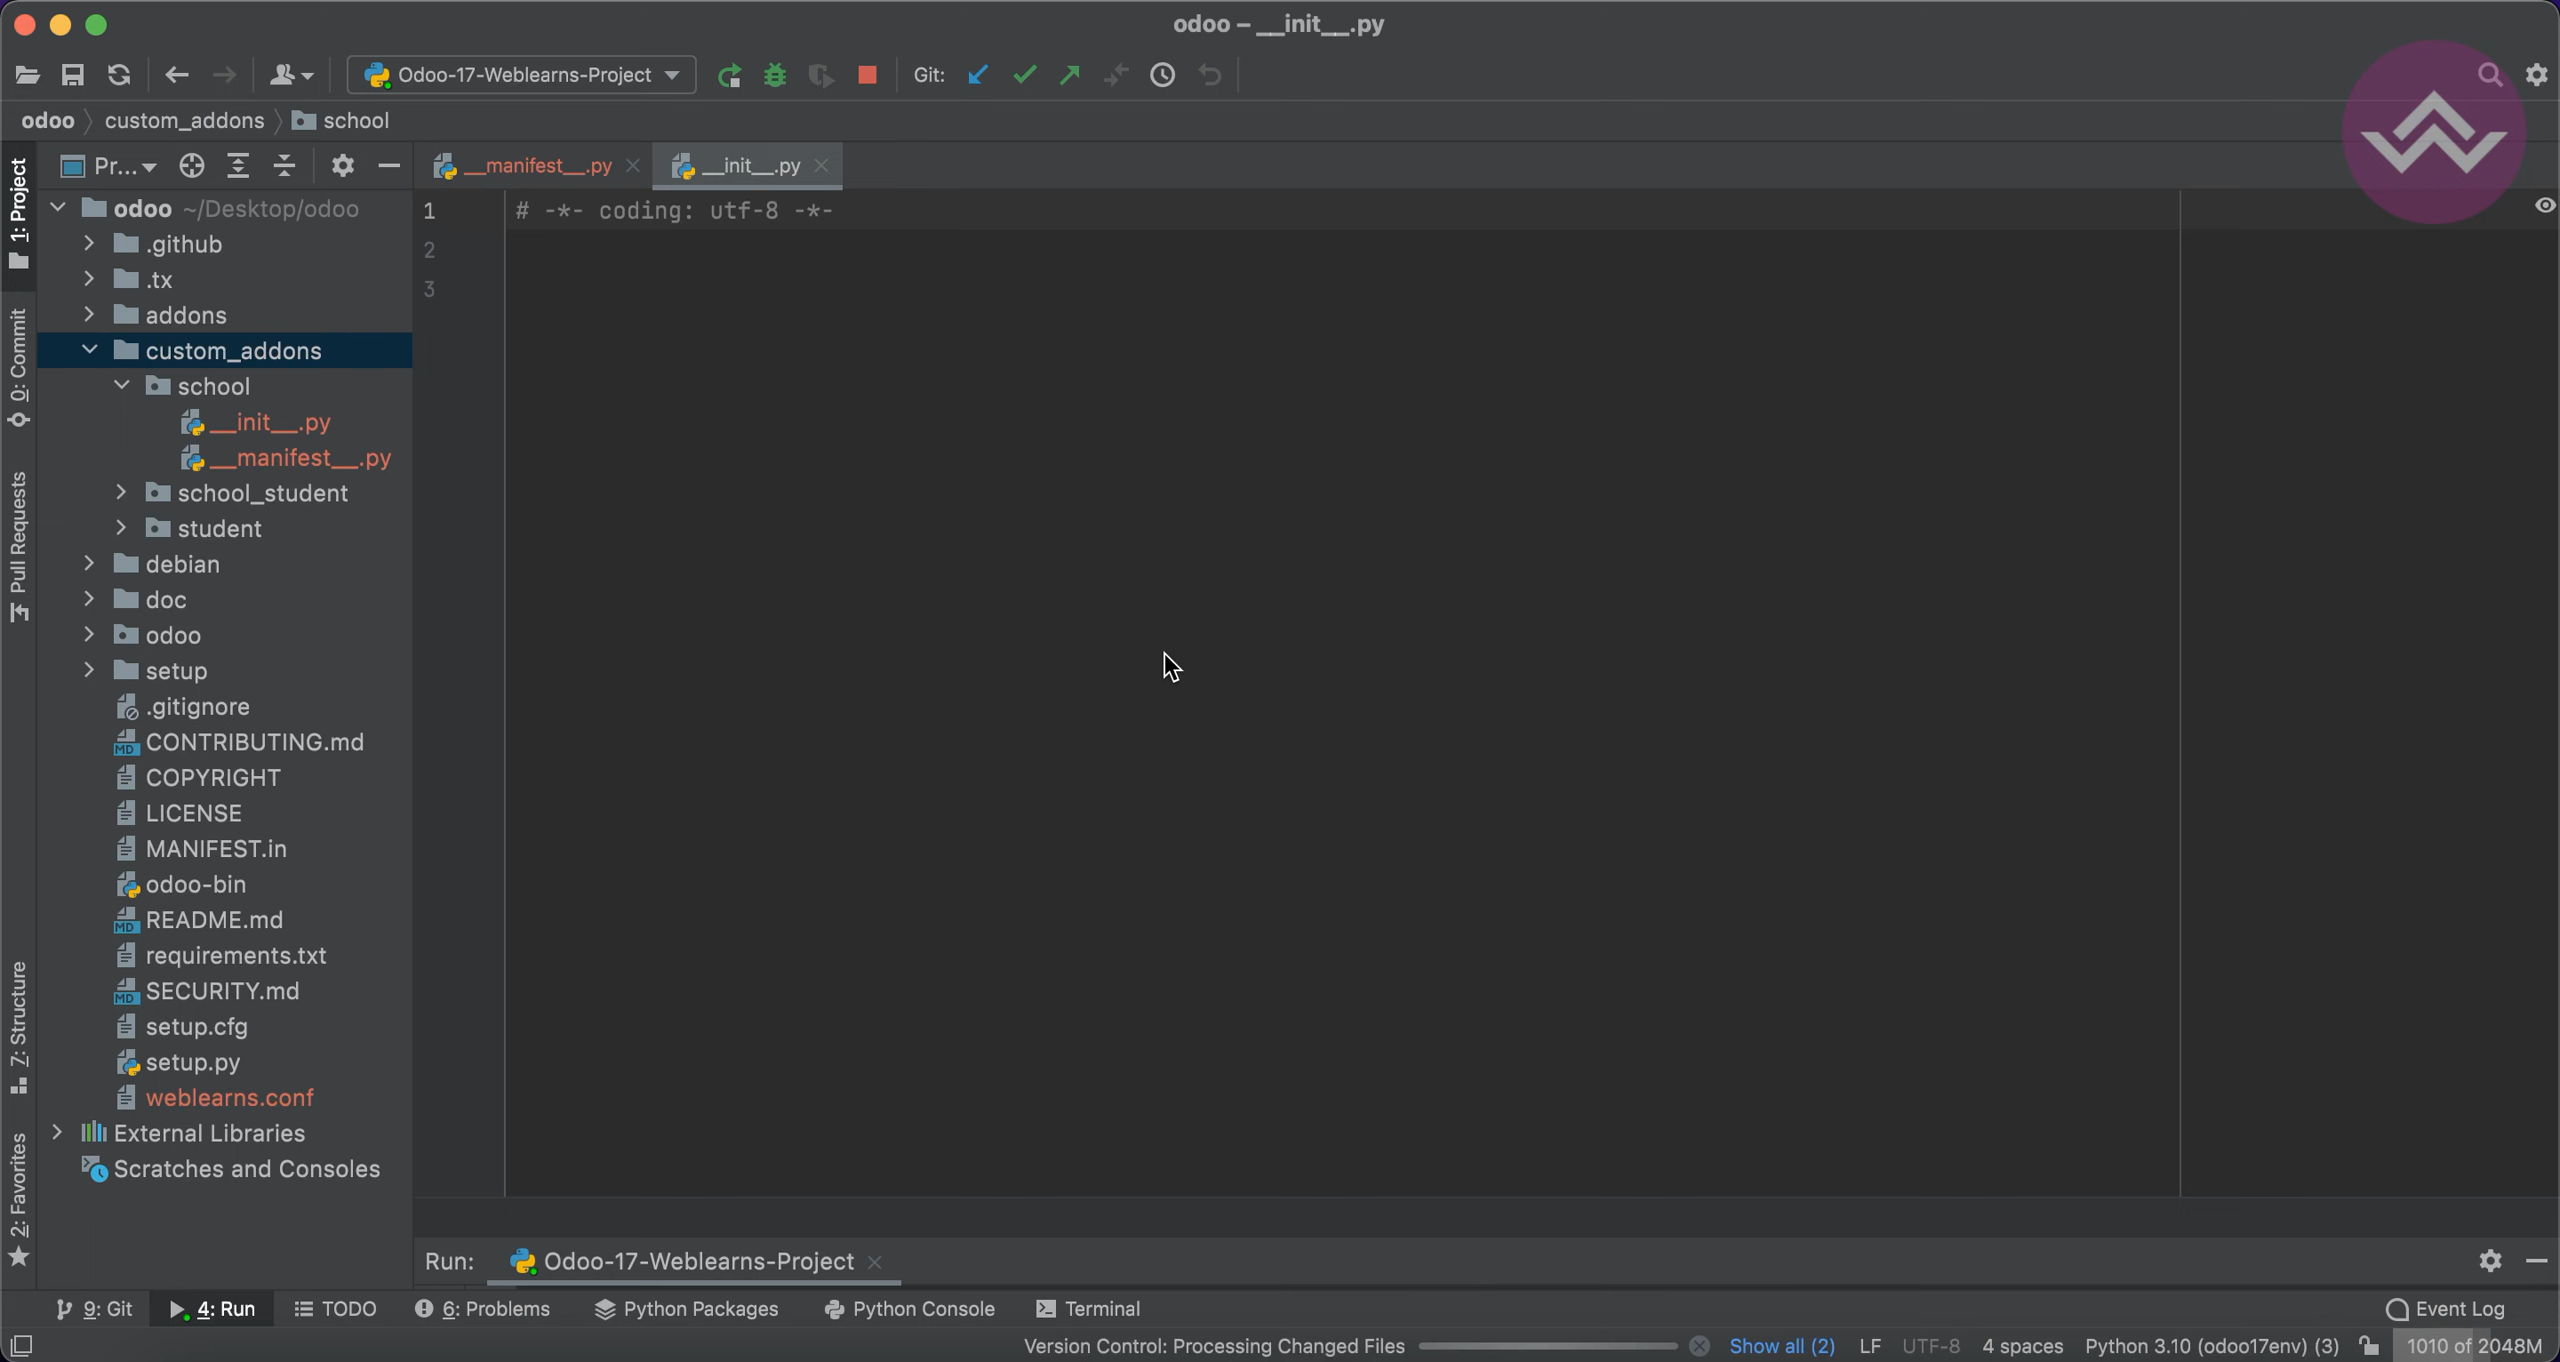 odoo – __init__.py
Odoo-17-Weblearns-Project
Git:
odoo
custom_addons
school
1: Project
Pr...
__manifest__.py
__init__.py
odoo ~/Desktop/odoo
.github
.tx
addons
custom_addons
school
__init__.py
__manifest__.py
school_student
student
debian
doc
odoo
setup
.gitignore
CONTRIBUTING.md
COPYRIGHT
LICENSE
MANIFEST.in
odoo-bin
README.md
requirements.txt
SECURITY.md
setup.cfg
setup.py
weblearns.conf
External Libraries
Scratches and Consoles
0: Commit
Pull Requests
7: Structure
2: Favorites
1 # -*- coding: utf-8 -*-
2
3
Run: Odoo-17-Weblearns-Project
9: Git
4: Run
TODO
6: Problems
Python Packages
Python Console
Terminal
Event Log
Version Control: Processing Changed Files
Show all (2)
LF
UTF-8
4 spaces
Python 3.10 (odoo17env) (3)
1010 of 2048M